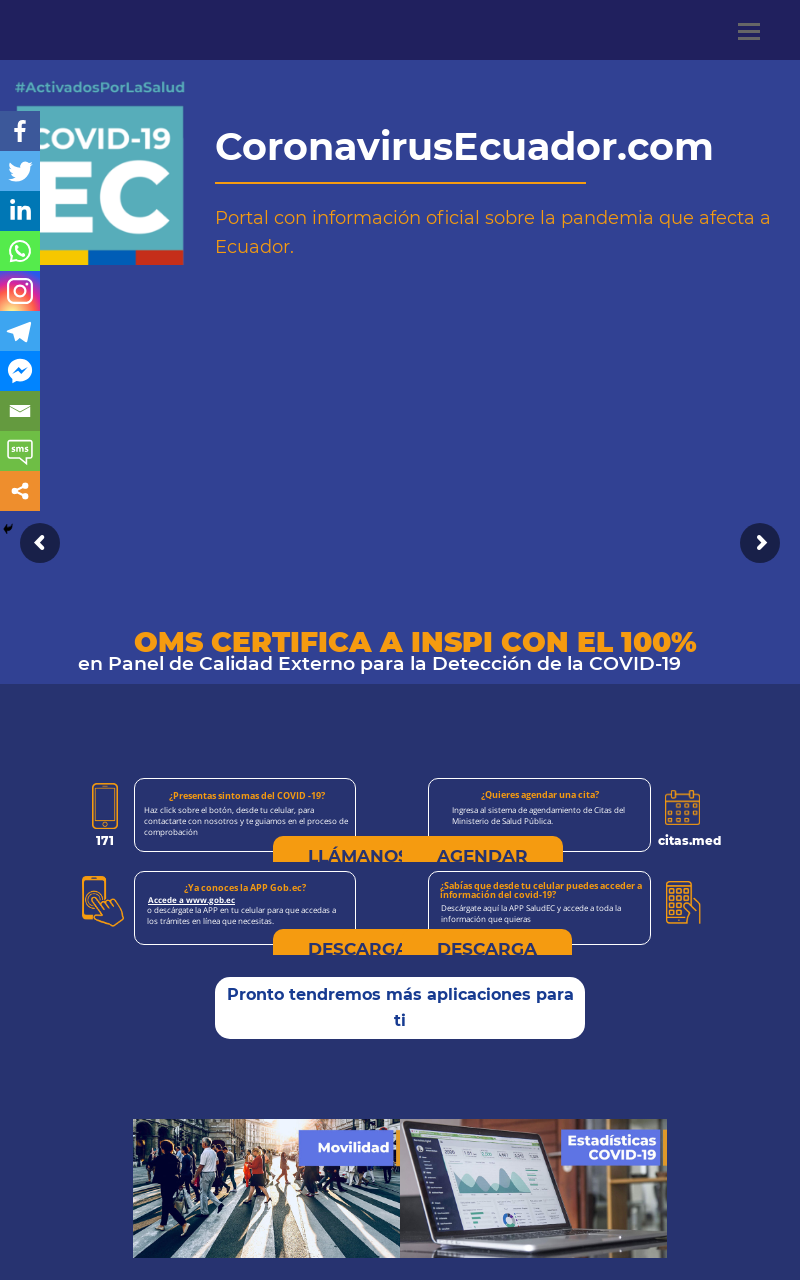 #ActivadosPorLaSalud
COVID-19
EC
CoronavirusEcuador.com
Portal con información oficial sobre la pandemia que afecta a
Ecuador.
sms
OMS CERTIFICA A INSPI CON EL 100%
en Panel de Calidad Externo para la Detección de la COVID-19
¿Presentas sintomas del COVID -19?
Haz click sobre el botón, desde tu celular, para
contactarte con nosotros y te guiamos en el proceso de
comprobación
171
LLÁMANOS
¿Quieres agendar una cita?
Ingresa al sistema de agendamiento de Citas del
Ministerio de Salud Pública.
citas.med
AGENDAR
¿Ya conoces la APP Gob.ec?
Accede a www.gob.ec
o descárgate la APP en tu celular para que accedas a
los trámites en línea que necesitas.
DESCARGA
¿Sabías que desde tu celular puedes acceder a
información del covid-19?
Descárgate aquí la APP SaludEC y accede a toda la
información que quieras
DESCARGA
Pronto tendremos más aplicaciones para
ti
Movilidad
Estadísticas
COVID-19